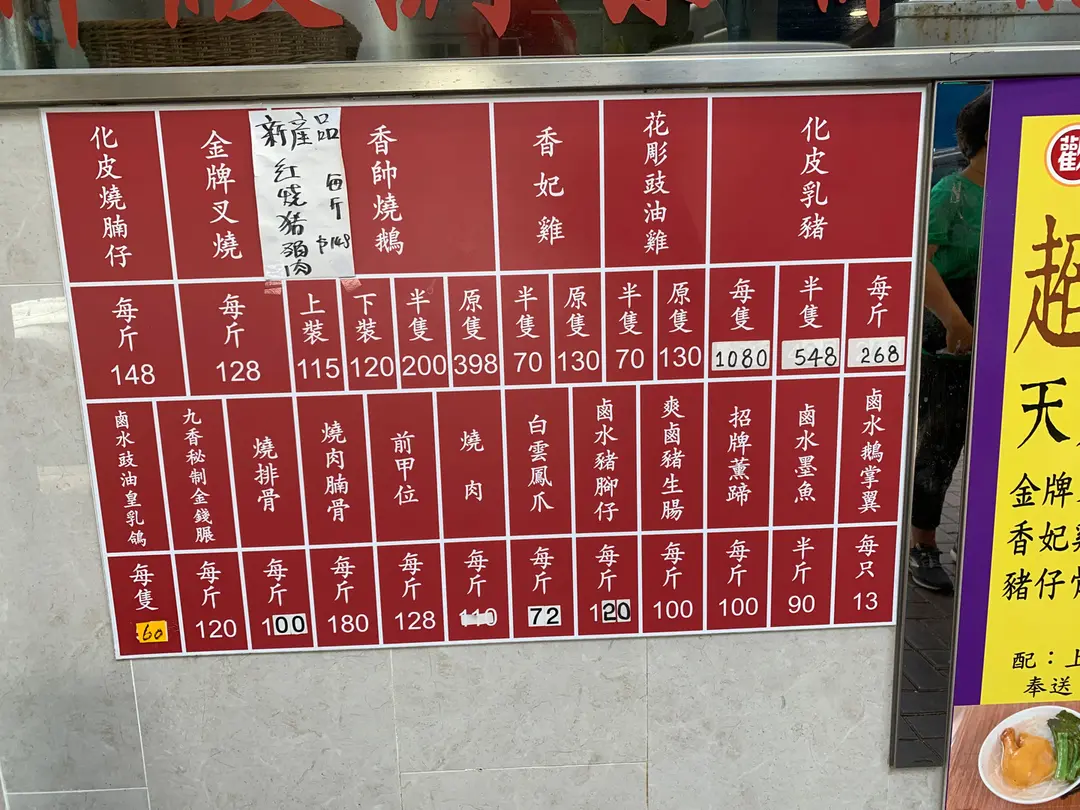 化皮燒腩仔
金牌叉燒
新產品
紅燒豬頸肉
每斤
$148
香帥燒鵝
香妃雞
花彫豉油雞
化皮乳豬
每斤 148
每斤 128
上裝 115
下裝 120
半隻 200
原隻 398
半隻 70
原隻 130
半隻 70
原隻 130
每隻 1080
半隻 548
每斤 268
鹵水豉油皇乳鴿
九香秘制金錢𦟌
燒排骨
燒肉腩骨
前甲位
燒肉
白雲鳳爪
鹵水豬腳仔
爽鹵豬生腸
招牌薰蹄
鹵水墨魚
鹵水鵝掌翼
每隻 60
每斤 120
每斤 100
每斤 180
每斤 128
每斤
每斤 72
每斤 120
每斤 100
每斤 100
半斤 90
每只 13
超
天
金牌
香妃
豬仔
配：上
奉送